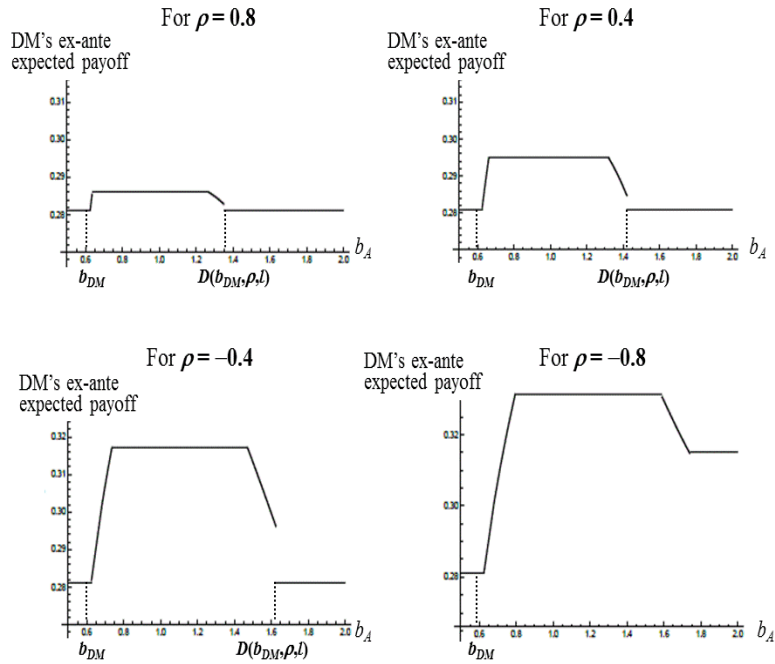 For ρ = 0.8
DM's ex-ante
expected payoff
0.31
0.30
0.29
0.28
0.6 0.8 1.0 1.2 1.4 1.6 1.8 2.0
b_A
b_DM
D(b_DM,ρ,l)
For ρ = 0.4
DM's ex-ante
expected payoff
0.31
0.30
0.29
0.28
0.6 0.8 1.0 1.2 1.4 1.6 1.8 2.0
b_A
b_DM
D(b_DM,ρ,l)
For ρ = −0.4
DM's ex-ante
expected payoff
0.32
0.31
0.30
0.29
0.28
0.6 0.8 1.0 1.2 1.4 1.6 1.8 2.0
b_A
b_DM
D(b_DM,ρ,l)
For ρ = −0.8
DM's ex-ante
expected payoff
0.32
0.30
0.28
0.6 0.8 1.0 1.2 1.4 1.6 1.8 2.0
b_A
b_DM